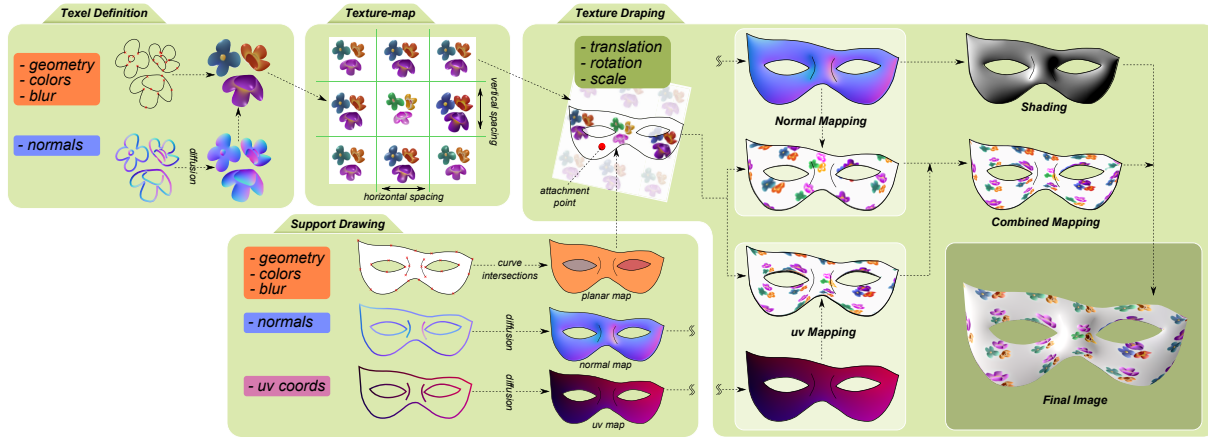 Texel Definition
- geometry
- colors
- blur
- normals
diffusion
Texture-map
vertical spacing
horizontal spacing
Texture Draping
- translation
- rotation
- scale
attachment
point
Normal Mapping
Shading
Combined Mapping
uv Mapping
Final Image
Support Drawing
- geometry
- colors
- blur
curve
intersections
planar map
- normals
diffusion
normal map
- uv coords
diffusion
uv map